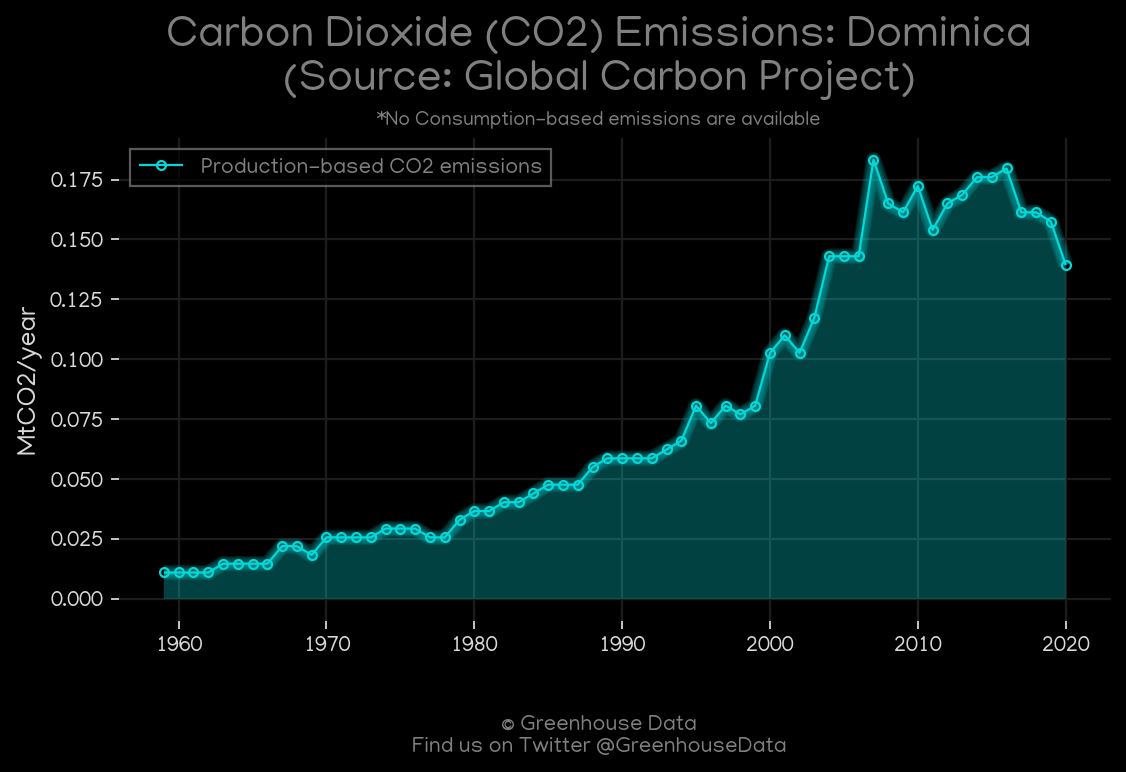 Carbon Dioxide (CO2) Emissions: Dominica
(Source: Global Carbon Project)
*No Consumption-based emissions are available
Production-based CO2 emissions
0.175
0.150
0.125
0.100
0.075
0.050
0.025
0.000
MtCO2/year
1960 1970 1980 1990 2000 2010 2020
© Greenhouse Data
Find us on Twitter @GreenhouseData